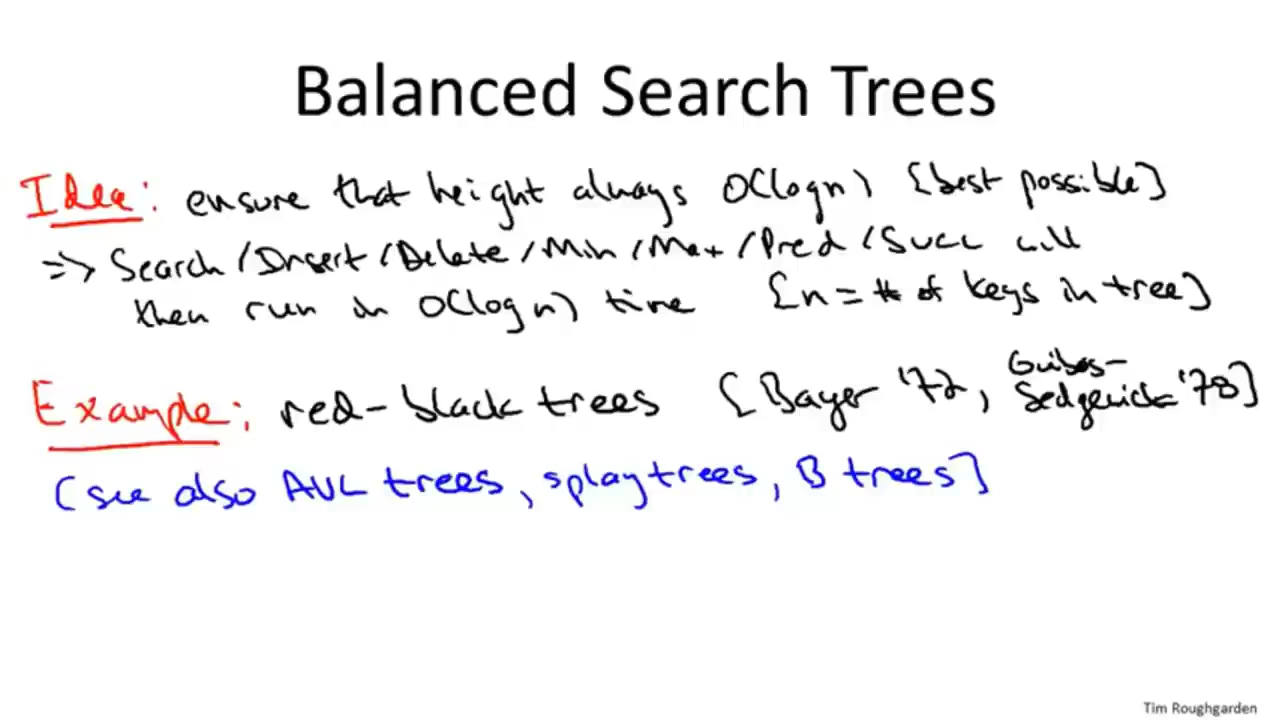 Balanced Search Trees
Idea: ensure that height always O(log n) [best possible]
=> Search / Insert / Delete / Min / Max / Pred / Succ will
then run in O(log n) time [n = # of keys in tree]
Example: red-black trees [Bayer '72, Guibas-Sedgewick '78]
[see also AVL trees, splay trees, B trees]
Tim Roughgarden